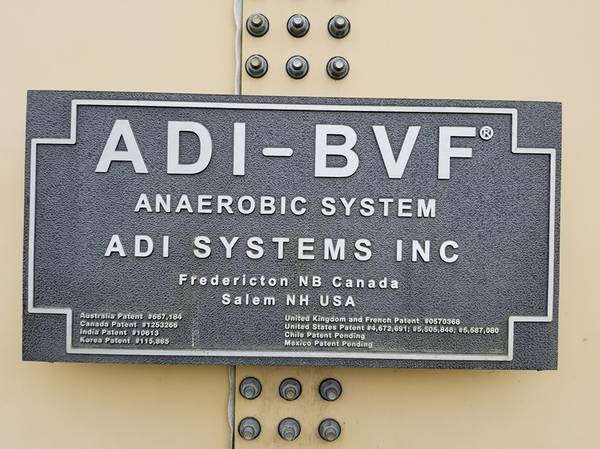 ADI-BVF®
ANAEROBIC SYSTEM
ADI SYSTEMS INC
Fredericton NB Canada
Salem NH USA
Australia Patent #667,184
Canada Patent #1253266
India Patent #10613
Korea Patent #115,865
United Kingdom and French Patent #0570368
United States Patent #4,672,691; #5,505,848; #5,587,080
Chile Patent Pending
Mexico Patent Pending